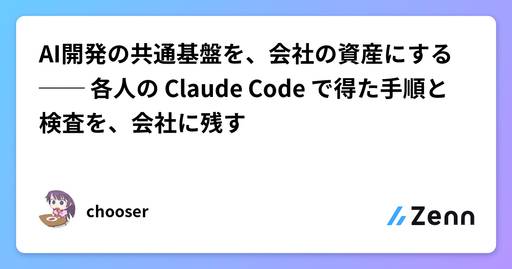 AI開発の共通基盤を、会社の資産にする
── 各人の Claude Code で得た手順と
検査を、会社に残す
chooser
Zenn